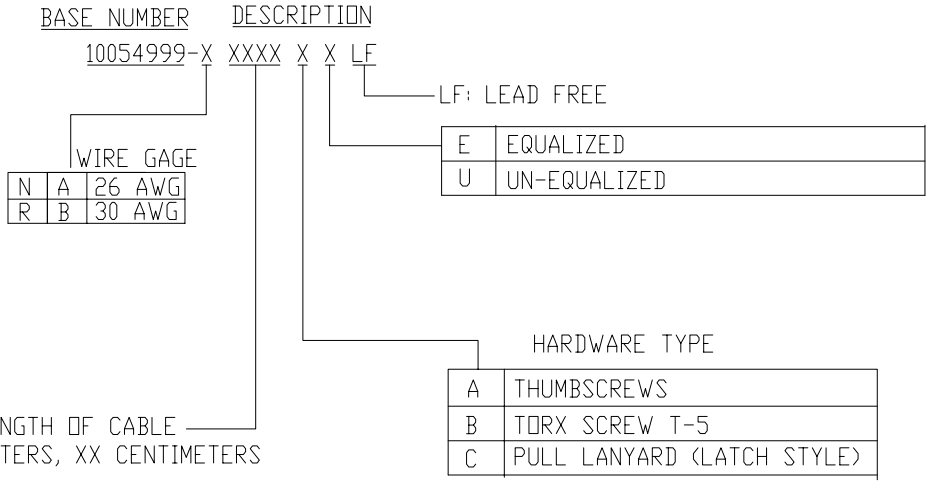 BASE NUMBER DESCRIPTION
10054999-X XXXX X X LF
LF: LEAD FREE
E EQUALIZED
U UN-EQUALIZED
WIRE GAGE
N A 26 AWG
R B 30 AWG
HARDWARE TYPE
A THUMBSCREWS
B TORX SCREW T-5
C PULL LANYARD (LATCH STYLE)
NGTH OF CABLE
TERS, XX CENTIMETERS